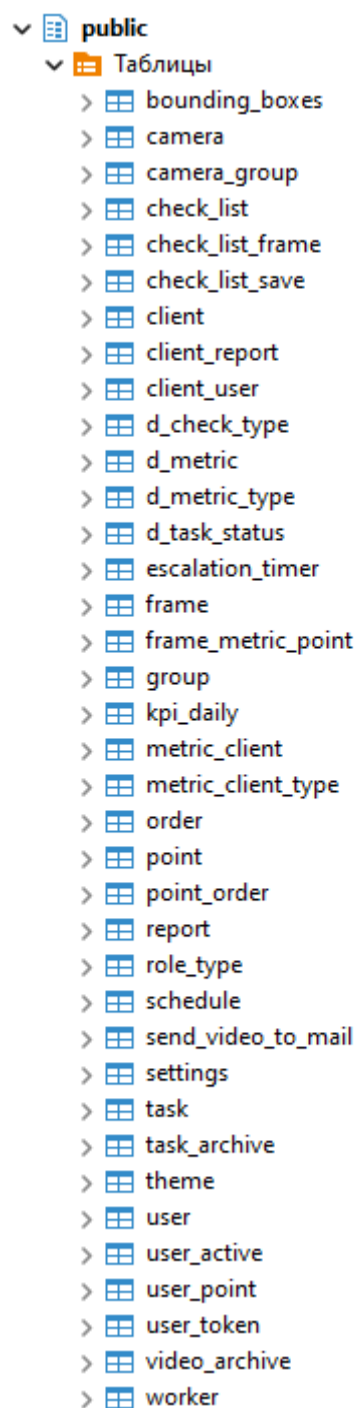 public
Таблицы
bounding_boxes
camera
camera_group
check_list
check_list_frame
check_list_save
client
client_report
client_user
d_check_type
d_metric
d_metric_type
d_task_status
escalation_timer
frame
frame_metric_point
group
kpi_daily
metric_client
metric_client_type
order
point
point_order
report
role_type
schedule
send_video_to_mail
settings
task
task_archive
theme
user
user_active
user_point
user_token
video_archive
worker